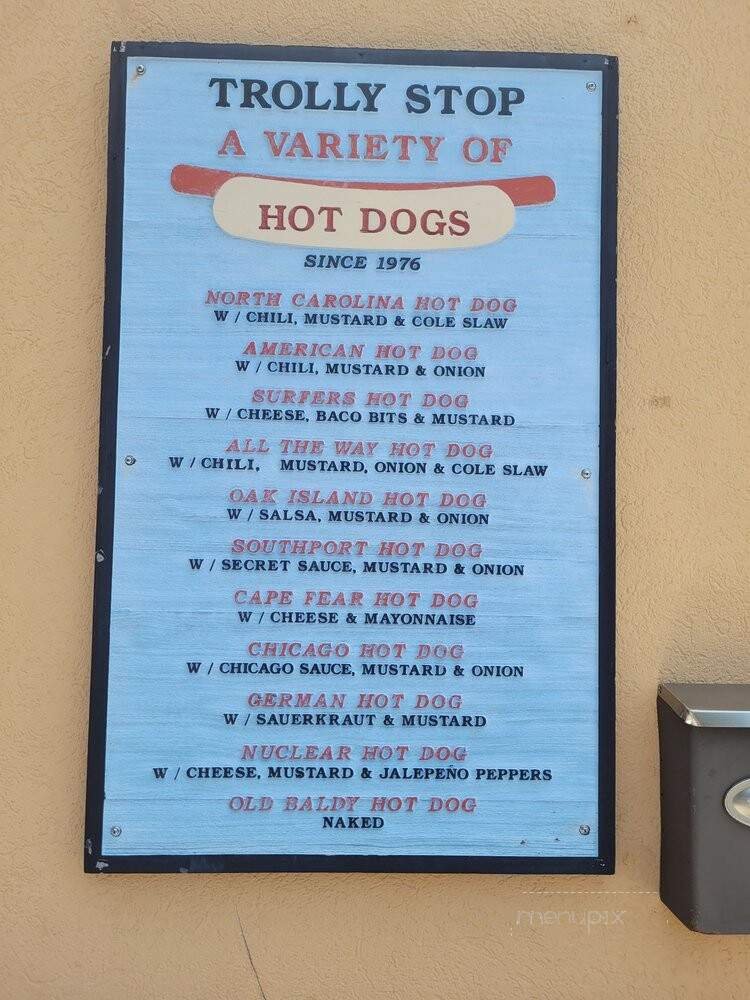 TROLLY STOP
A VARIETY OF
HOT DOGS
SINCE 1976
NORTH CAROLINA HOT DOG
W / CHILI, MUSTARD & COLE SLAW
AMERICAN HOT DOG
W / CHILI, MUSTARD & ONION
SURFERS HOT DOG
W / CHEESE, BACO BITS & MUSTARD
ALL THE WAY HOT DOG
W / CHILI, MUSTARD, ONION & COLE SLAW
OAK ISLAND HOT DOG
W / SALSA, MUSTARD & ONION
SOUTHPORT HOT DOG
W / SECRET SAUCE, MUSTARD & ONION
CAPE FEAR HOT DOG
W / CHEESE & MAYONNAISE
CHICAGO HOT DOG
W / CHICAGO SAUCE, MUSTARD & ONION
GERMAN HOT DOG
W / SAUERKRAUT & MUSTARD
NUCLEAR HOT DOG
W / CHEESE, MUSTARD & JALEPEÑO PEPPERS
OLD BALDY HOT DOG
NAKED
menupix